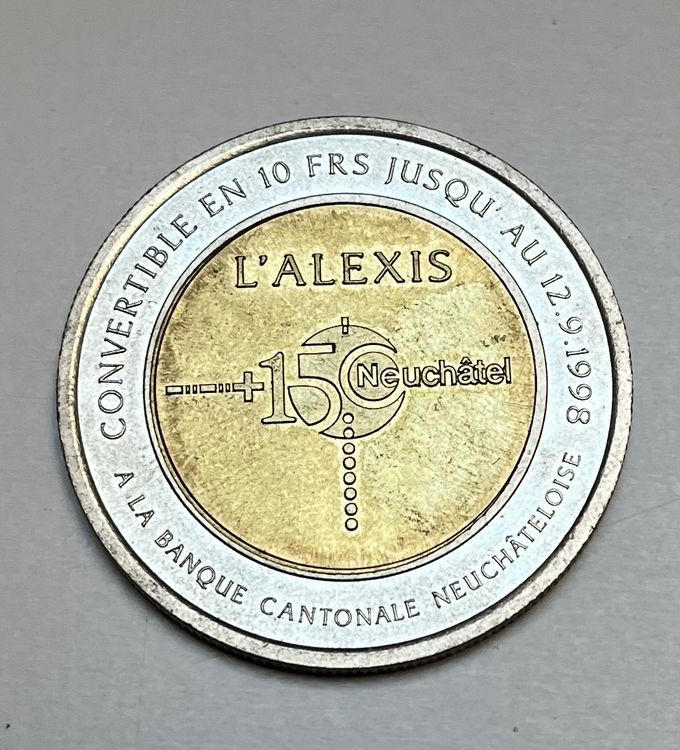 CONVERTIBLE EN 10 FRS JUSQU'AU 12.9.1998
L'ALEXIS
+150 Neuchâtel
A LA BANQUE CANTONALE NEUCHÂTELOISE